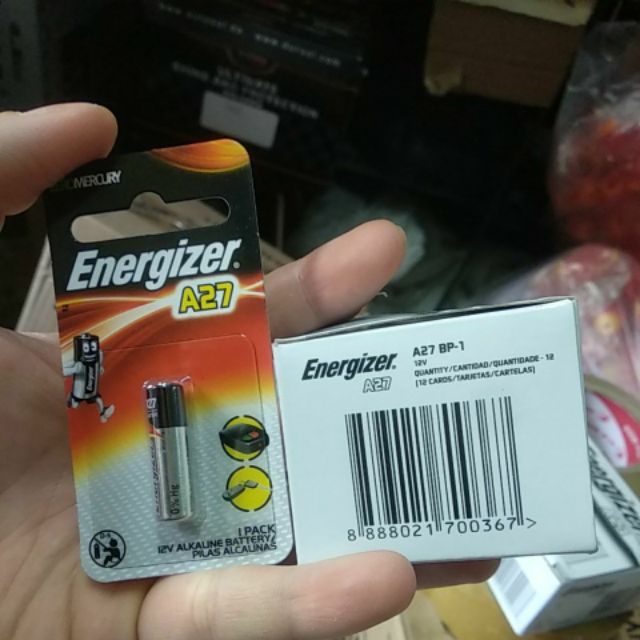 MERCURY
Energizer
A27
0% Hg
1 PACK
12V ALKALINE BATTERY/
PILAS ALCALINAS
Energizer
A27
A27 BP-1
12V
QUANTITY/CANTIDAD/QUANTIDADE - 12
(12 CARDS/TARJETAS/CARTELAS)
8 888021 700367 >